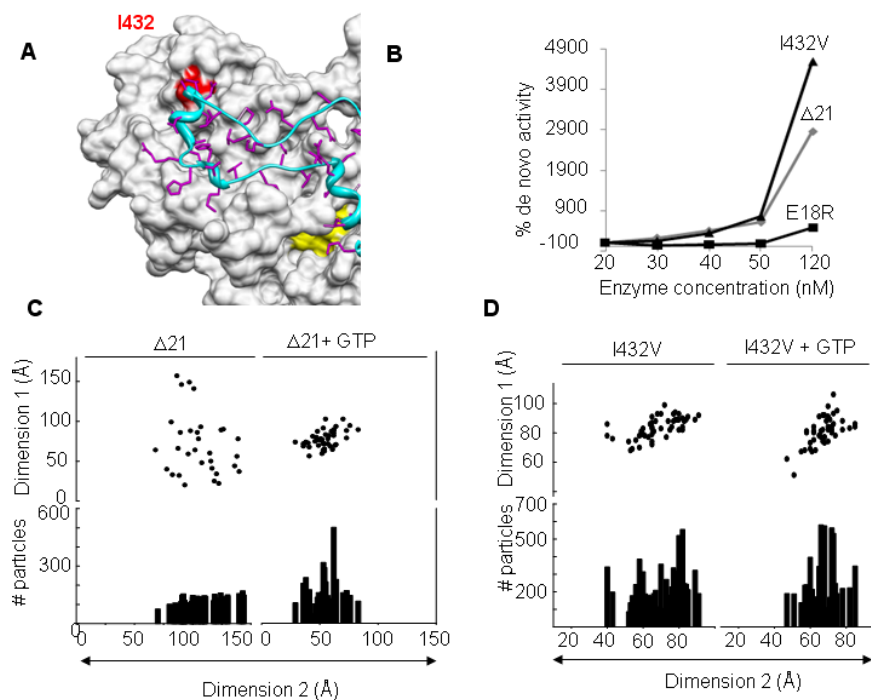 A
I432
B
% de novo activity
4900
2900
1900
900
-100
20 30 40 50 120
Enzyme concentration (nM)
I432V
Δ21
E18R
C
Δ21
Δ21+ GTP
Dimension 1 (Å)
150
100
50
0
# particles
600
300
0
0 50 100 150
0 50 100 150
Dimension 2 (Å)
D
I432V
I432V + GTP
Dimension 1 (Å)
100
80
60
# particles
700
500
200
20 40 60 80
20 40 60 80
Dimension 2 (Å)